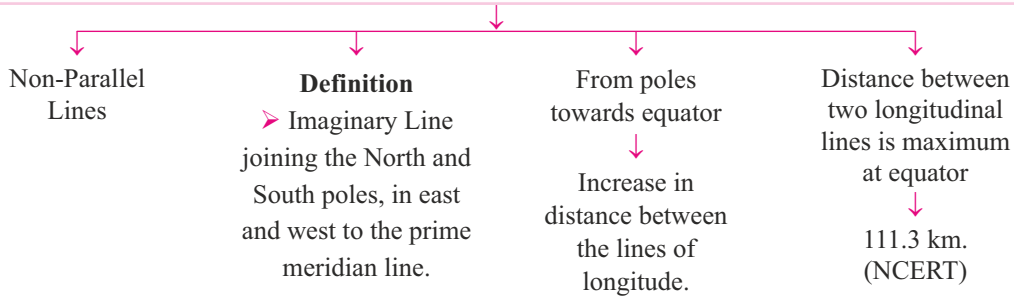 Non-Parallel
Lines
Definition
➢ Imaginary Line
joining the North and
South poles, in east
and west to the prime
meridian line.
From poles
towards equator
Increase in
distance between
the lines of
longitude.
Distance between
two longitudinal
lines is maximum
at equator
111.3 km.
(NCERT)